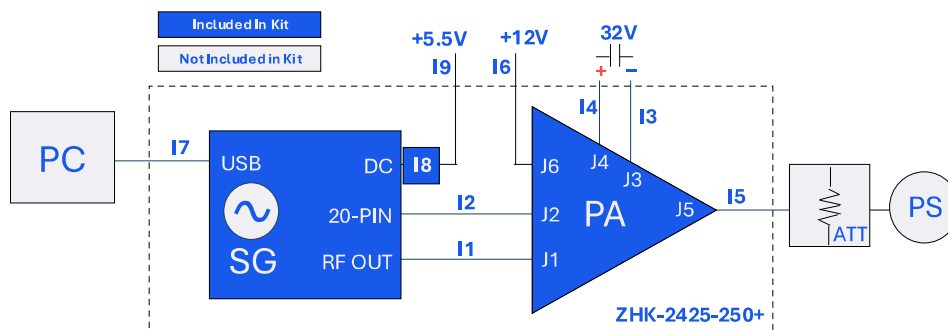 Included In Kit
Not Included in Kit
+5.5V
+12V
32V
I9
I6
+
−
I4
I3
PC
I7
USB
DC
I8
J6
J4
J3
20-PIN
I2
J2
PA
J5
I5
SG
RF OUT
I1
J1
ATT
PS
ZHK-2425-250+